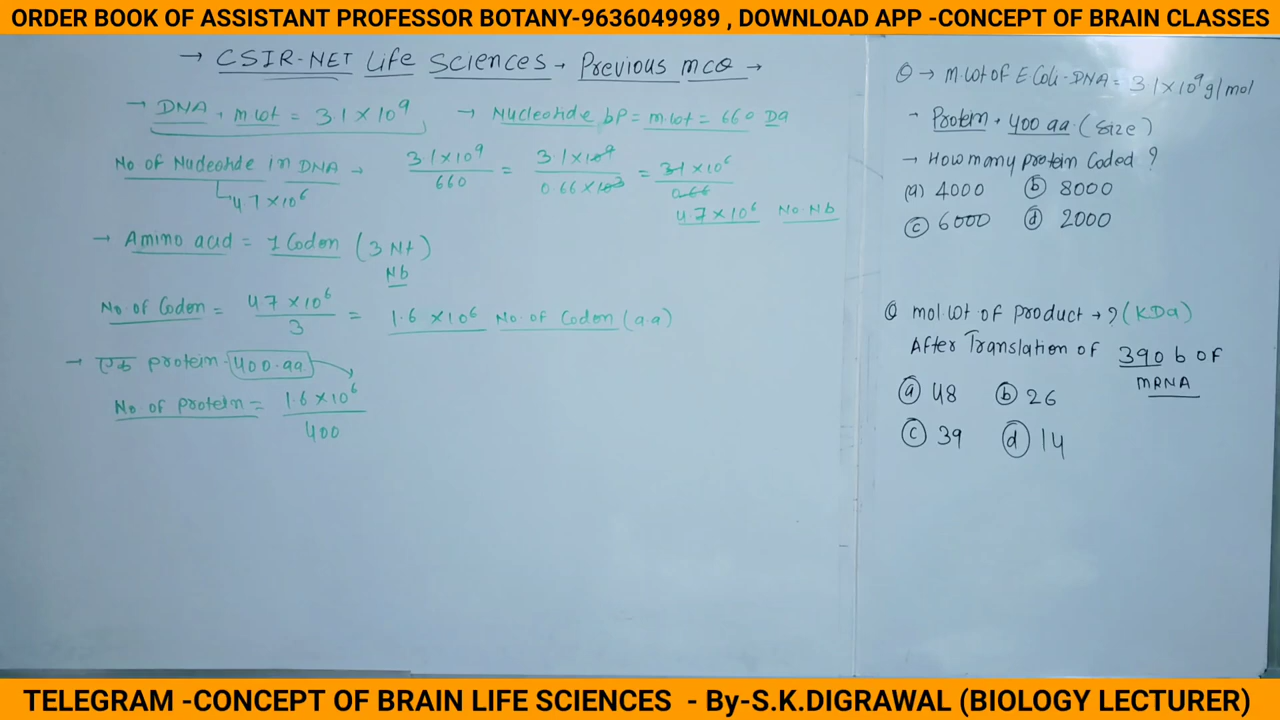 ORDER BOOK OF ASSISTANT PROFESSOR BOTANY-9636049989 , DOWNLOAD APP -CONCEPT OF BRAIN CLASSES
→ CSIR-NET Life Sciences → Previous MCQ →
→ DNA → m.wt = 3.1 × 10⁹ → Nucleotide bP = m.wt = 660 Da
No of Nucleotide in DNA → 3.1×10⁹ / 660 = 3.1×10⁹ / 0.66×10³ = 3.1×10⁶ / 0.66
4.7×10⁶
4.7×10⁶ No. Nb
→ Amino acid = 1 Codon (3 Nt)
Nb
No. of Codon = 4.7×10⁶ / 3 = 1.6 ×10⁶ No. of Codon (a.a)
→ एक protein - 400.aa
No. of protein = 1.6×10⁶ / 400
Q → m.wt of E Coli-DNA = 3.1×10⁹ g/mol
- Protein → 400 aa. (Size)
→ How many protein Coded ?
(a) 4000 (b) 8000
(c) 6000 (d) 2000
Q mol.wt of product → ? (KDa)
After Translation of 390 b of
mRNA
(a) 48 (b) 26
(c) 39 (d) 14
TELEGRAM -CONCEPT OF BRAIN LIFE SCIENCES - By-S.K.DIGRAWAL (BIOLOGY LECTURER)